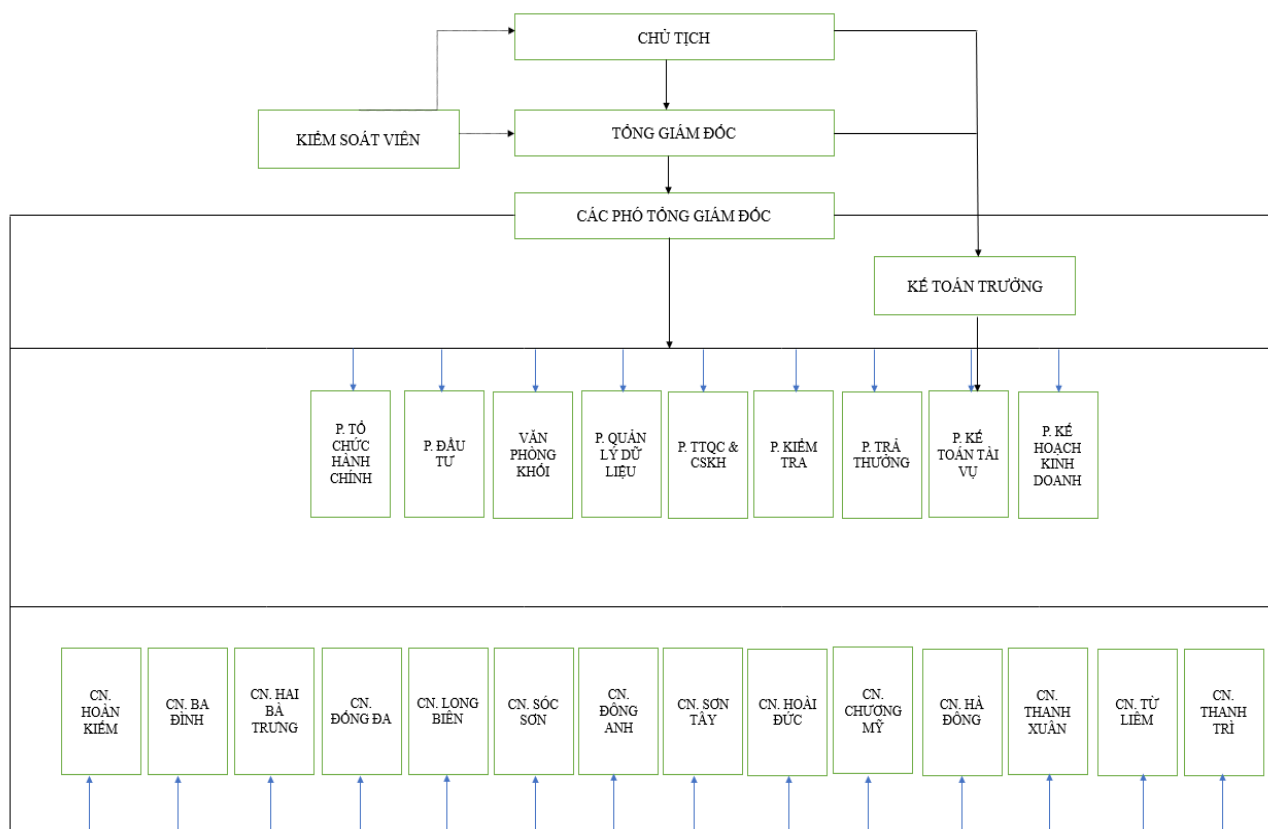 CHỦ TỊCH
KIỂM SOÁT VIÊN
TỔNG GIÁM ĐỐC
CÁC PHÓ TỔNG GIÁM ĐỐC
KẾ TOÁN TRƯỞNG
P. TỔ
CHỨC
HÀNH
CHÍNH
P. ĐẦU
TƯ
VĂN
PHÒNG
KHỐI
P. QUẢN
LÝ DỮ
LIỆU
P. TTQC &
CSKH
P. KIỂM
TRA
P. TRẢ
THƯỞNG
P. KẾ
TOÁN TÀI
VỤ
P. KẾ
HOẠCH
KINH
DOANH
CN.
HOÀN
KIẾM
CN. BA
ĐÌNH
CN. HAI
BÀ
TRƯNG
CN.
ĐỐNG ĐA
CN. LONG
BIÊN
CN. SÓC
SƠN
CN.
ĐÔNG
ANH
CN. SƠN
TÂY
CN. HOÀI
ĐỨC
CN.
CHƯƠNG
MỸ
CN. HÀ
ĐÔNG
CN.
THANH
XUÂN
CN. TỪ
LIÊM
CN.
THANH
TRÌ